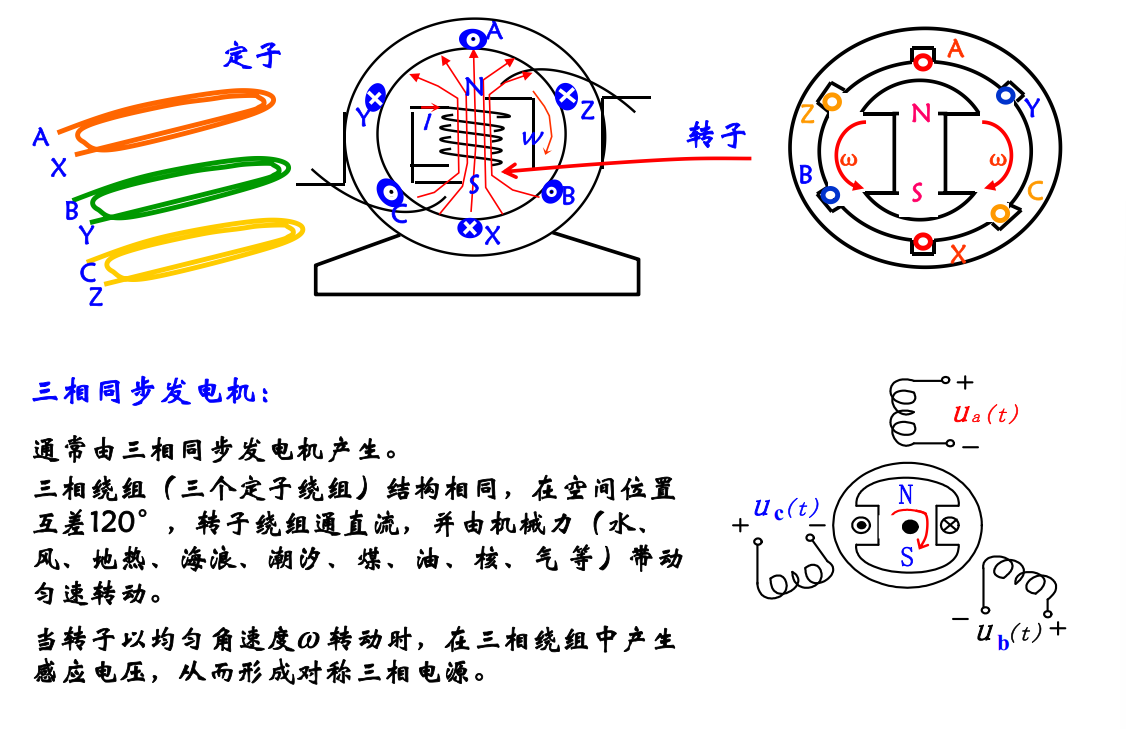 定子
A
X
B
Y
C
Z
A
N
Y
Z
I
w
S
C
B
X
转子
A
Z
Y
N
ω
ω
B
S
C
X
三相同步发电机：
通常由三相同步发电机产生。
三相绕组（三个定子绕组）结构相同，在空间位置
互差120°，转子绕组通直流，并由机械力（水、
风、地热、海浪、潮汐、煤、油、核、气等）带动
匀速转动。
当转子以均匀角速度ω转动时，在三相绕组中产生
感应电压，从而形成对称三相电源。
+
ua(t)
−
uc(t)
+
−
N
S
−
ub(t)
+